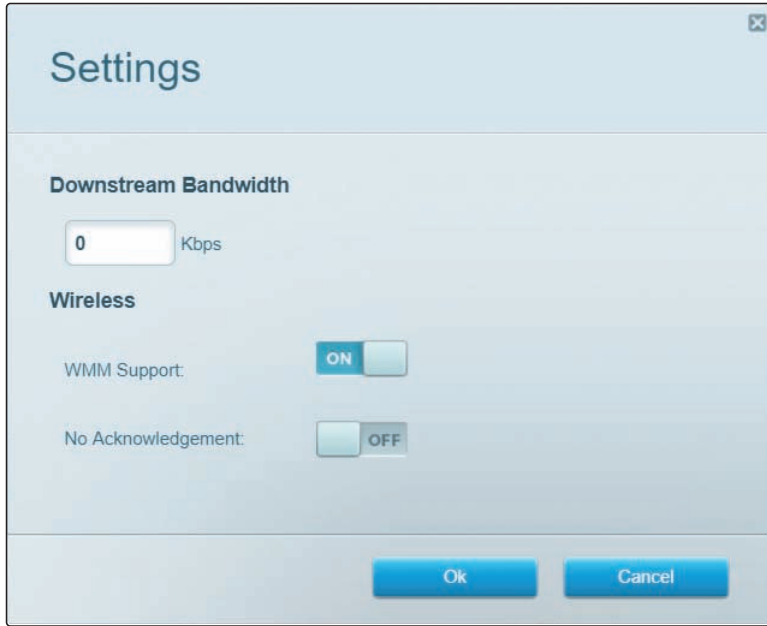 Settings
Downstream Bandwidth
0 Kbps
Wireless
WMM Support: ON
No Acknowledgement: OFF
Ok Cancel